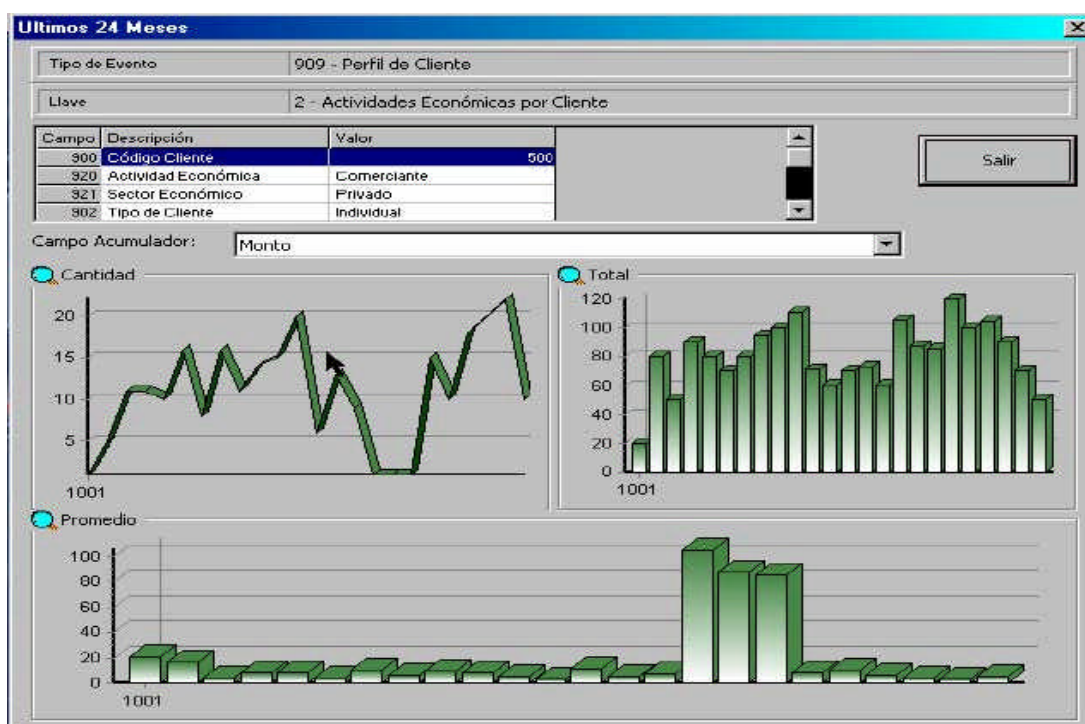 Ultimos 24 Meses
Tipo de Evento 909 - Perfil de Cliente
Llave 2 - Actividades Económicas por Cliente
Campo Descripción Valor
900 Código Cliente 500
920 Actividad Económica Comerciante
921 Sector Económico Privado
902 Tipo de Cliente Individual
Salir
Campo Acumulador: Monto
Cantidad
20
15
10
5
1001
Total
120
100
80
60
40
20
0
1001
Promedio
100
80
60
40
20
0
1001